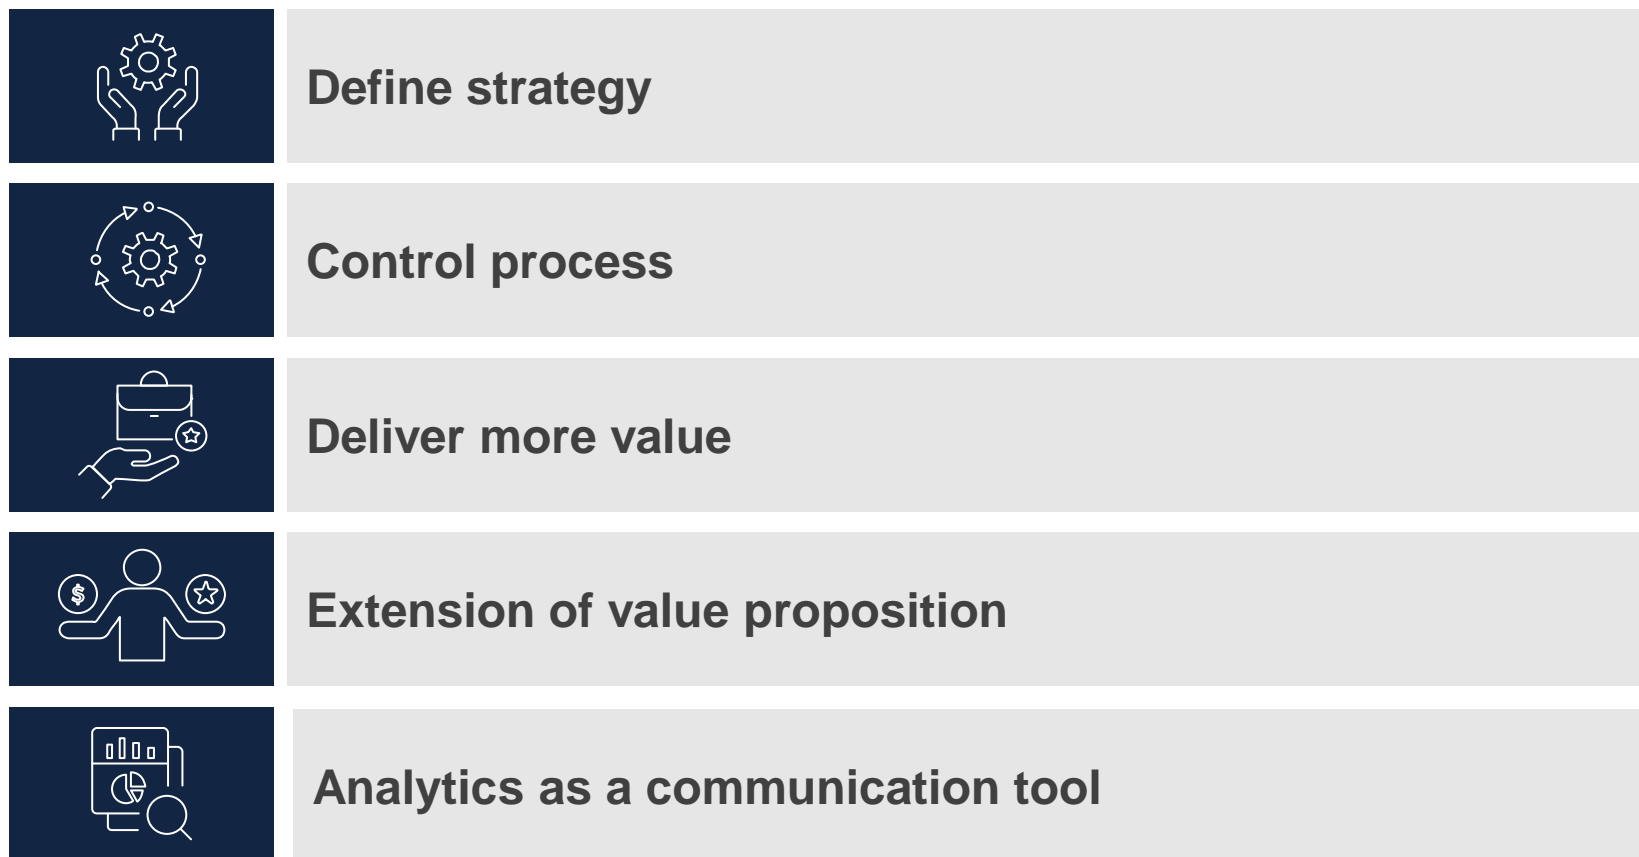 Define strategy
Control process
Deliver more value
$
Extension of value proposition
Analytics as a communication tool